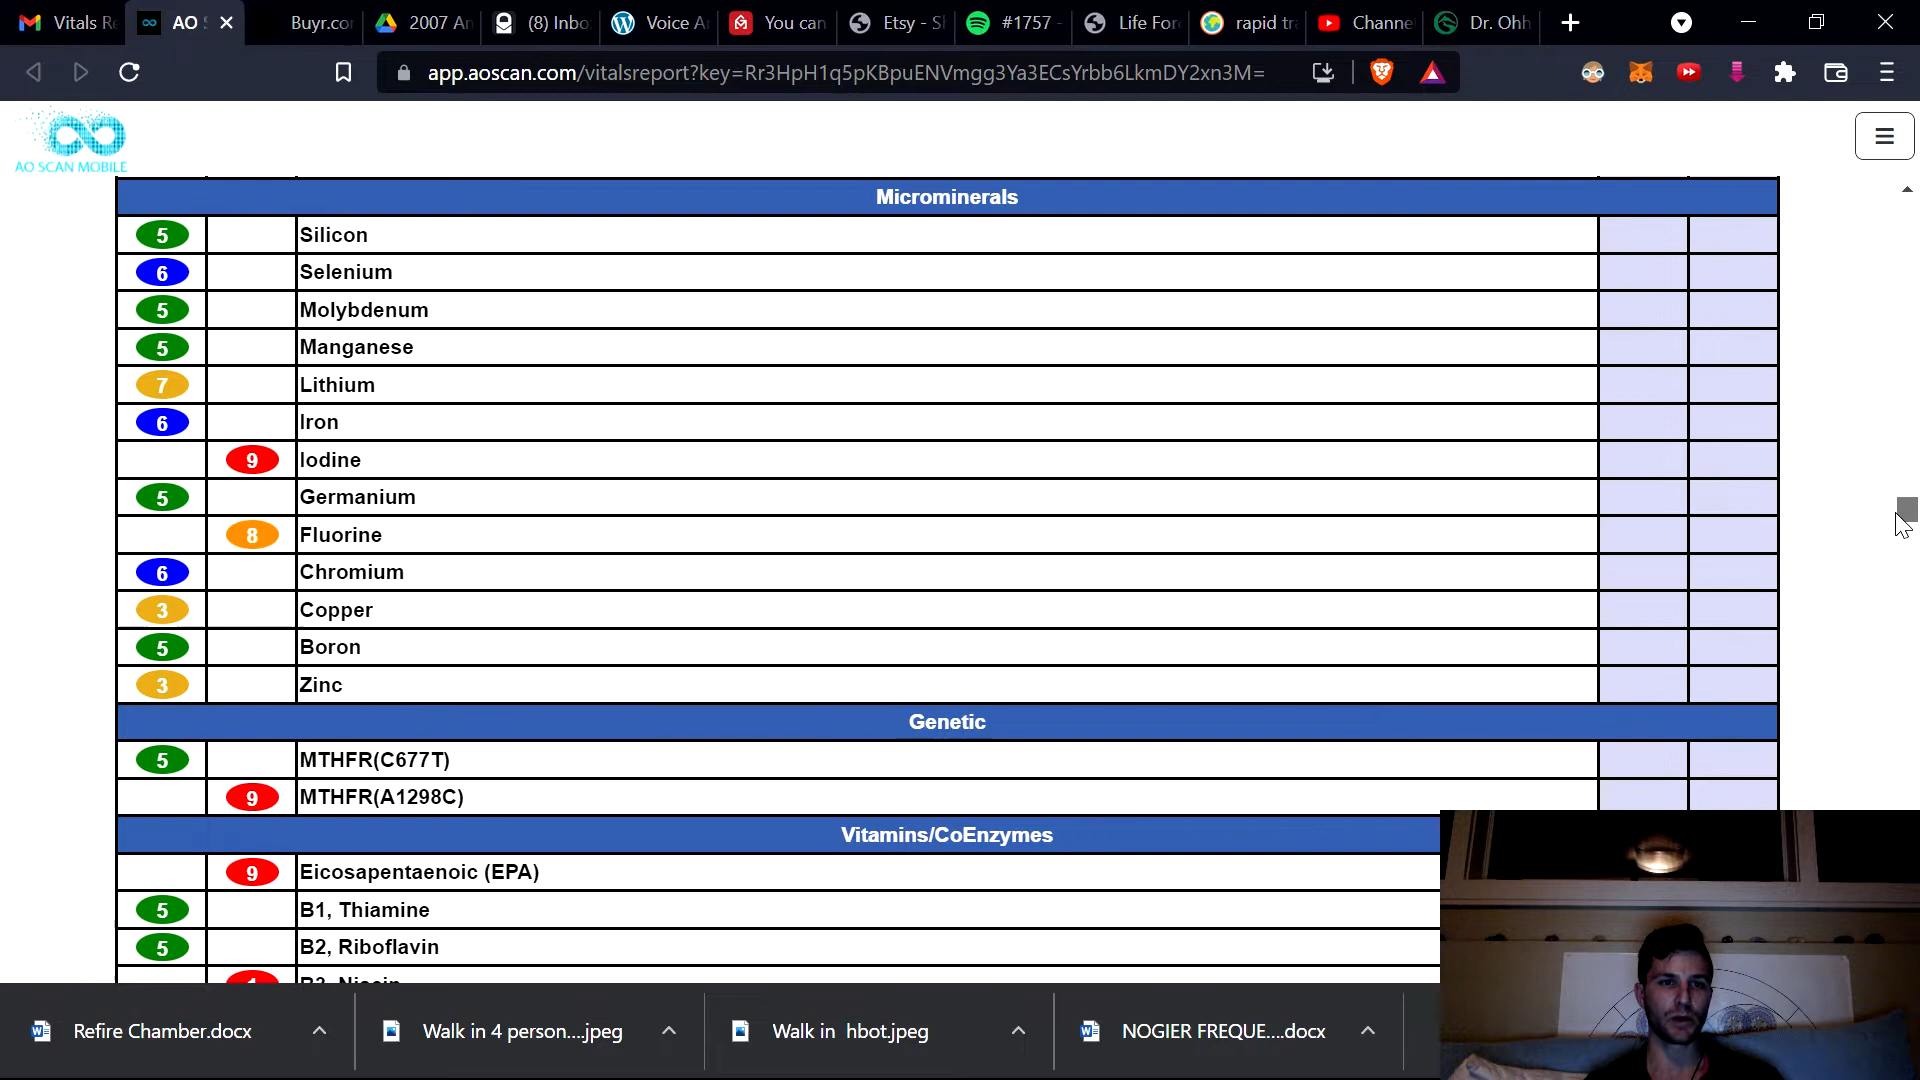 Vitals Re
AO S
Buyr.co
2007 An
(8) Inbo
Voice A
You can
Etsy - S
#1757 -
Life For
rapid tra
Channe
Dr. Ohh
app.aoscan.com/vitalsreport?key=Rr3HpH1q5pKBpuENVmgg3Ya3ECsYrbb6LkmDY2xn3M=
AO SCAN MOBILE
Microminerals
5 Silicon
6 Selenium
5 Molybdenum
5 Manganese
7 Lithium
6 Iron
9 Iodine
5 Germanium
8 Fluorine
6 Chromium
3 Copper
5 Boron
3 Zinc
Genetic
5 MTHFR(C677T)
9 MTHFR(A1298C)
Vitamins/CoEnzymes
9 Eicosapentaenoic (EPA)
5 B1, Thiamine
5 B2, Riboflavin
B3, Niacin
Refire Chamber.docx
Walk in 4 person....jpeg
Walk in hbot.jpeg
NOGIER FREQUE....docx